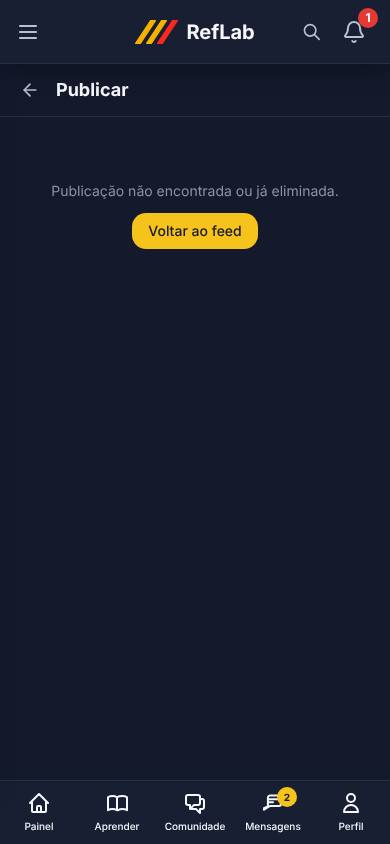 RefLab
1
Publicar
Publicação não encontrada ou já eliminada.
Voltar ao feed
2
Painel
Aprender
Comunidade
Mensagens
Perfil